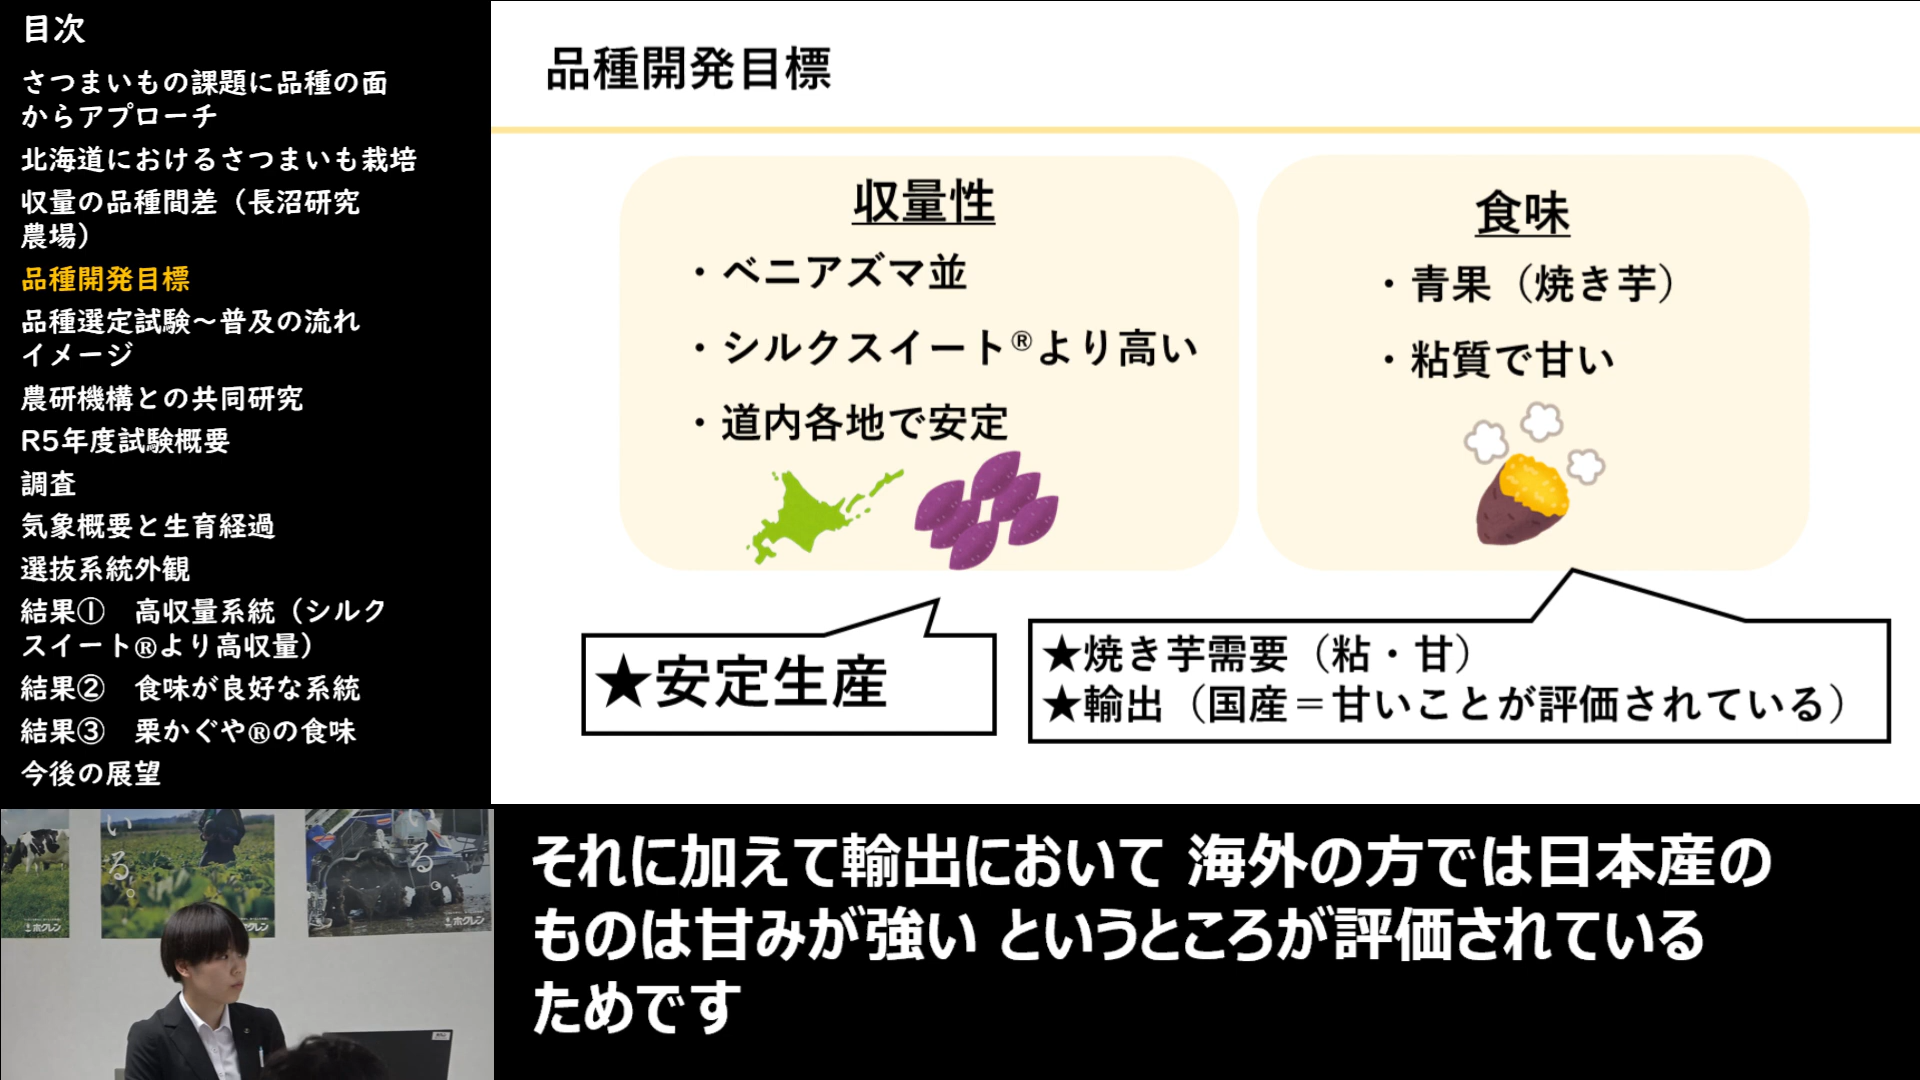 目次
さつまいもの課題に品種の面
からアプローチ
北海道におけるさつまいも栽培
収量の品種間差（長沼研究
農場）
品種開発目標
品種選定試験～普及の流れ
イメージ
農研機構との共同研究
R5年度試験概要
調査
気象概要と生育経過
選抜系統外観
結果①　高収量系統（シルク
スイート®より高収量）
結果②　食味が良好な系統
結果③　栗かぐや®の食味
今後の展望
品種開発目標
収量性
・ベニアズマ並
・シルクスイート®より高い
・道内各地で安定
食味
・青果（焼き芋）
・粘質で甘い
★安定生産
★焼き芋需要（粘・甘）
★輸出（国産＝甘いことが評価されている）
いる。
る。
ホクレン
クレン
ホクレン
それに加えて輸出において 海外の方では日本産の
ものは甘みが強い というところが評価されている
ためです